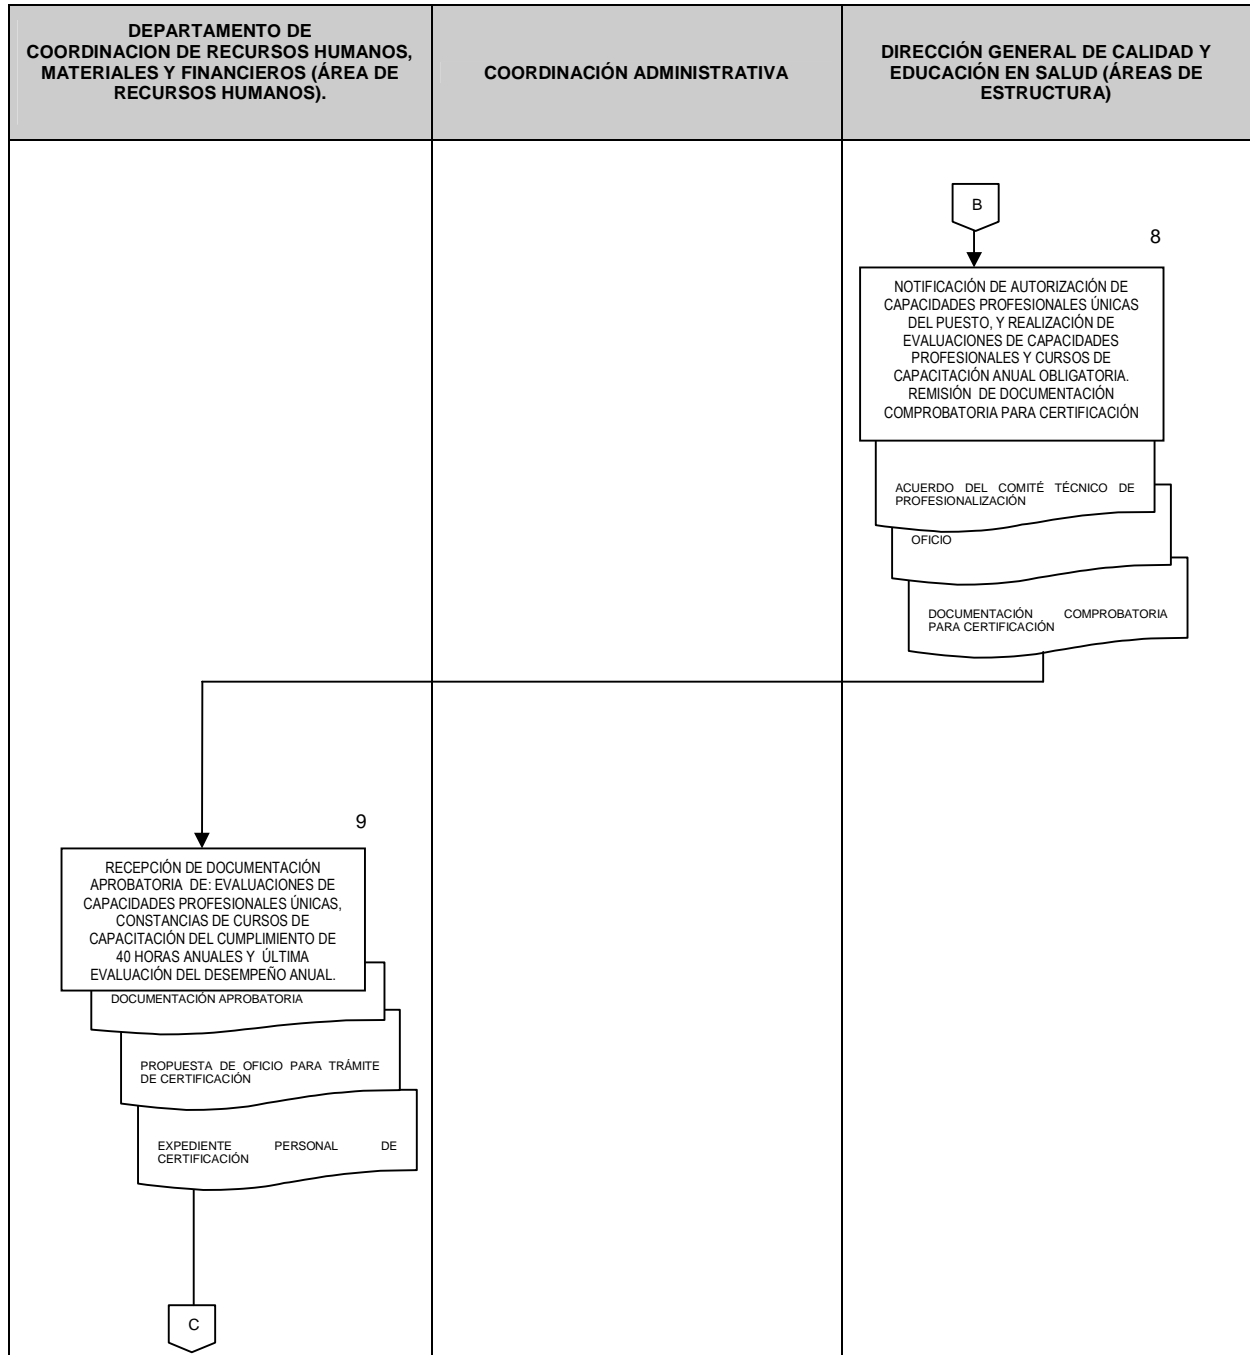 DEPARTAMENTO DE
COORDINACION DE RECURSOS HUMANOS,
MATERIALES Y FINANCIEROS (ÁREA DE
RECURSOS HUMANOS).
COORDINACIÓN ADMINISTRATIVA
DIRECCIÓN GENERAL DE CALIDAD Y
EDUCACIÓN EN SALUD (ÁREAS DE
ESTRUCTURA)
B
8
NOTIFICACIÓN DE AUTORIZACIÓN DE
CAPACIDADES PROFESIONALES ÚNICAS
DEL PUESTO, Y REALIZACIÓN DE
EVALUACIONES DE CAPACIDADES
PROFESIONALES Y CURSOS DE
CAPACITACIÓN ANUAL OBLIGATORIA.
REMISIÓN DE DOCUMENTACIÓN
COMPROBATORIA PARA CERTIFICACIÓN
ACUERDO DEL COMITÉ TÉCNICO DE
PROFESIONALIZACIÓN
OFICIO
DOCUMENTACIÓN COMPROBATORIA
PARA CERTIFICACIÓN
9
RECEPCIÓN DE DOCUMENTACIÓN
APROBATORIA DE: EVALUACIONES DE
CAPACIDADES PROFESIONALES ÚNICAS,
CONSTANCIAS DE CURSOS DE
CAPACITACIÓN DEL CUMPLIMIENTO DE
40 HORAS ANUALES Y ÚLTIMA
EVALUACIÓN DEL DESEMPEÑO ANUAL.
DOCUMENTACIÓN APROBATORIA
PROPUESTA DE OFICIO PARA TRÁMITE
DE CERTIFICACIÓN
EXPEDIENTE PERSONAL DE
CERTIFICACIÓN
C